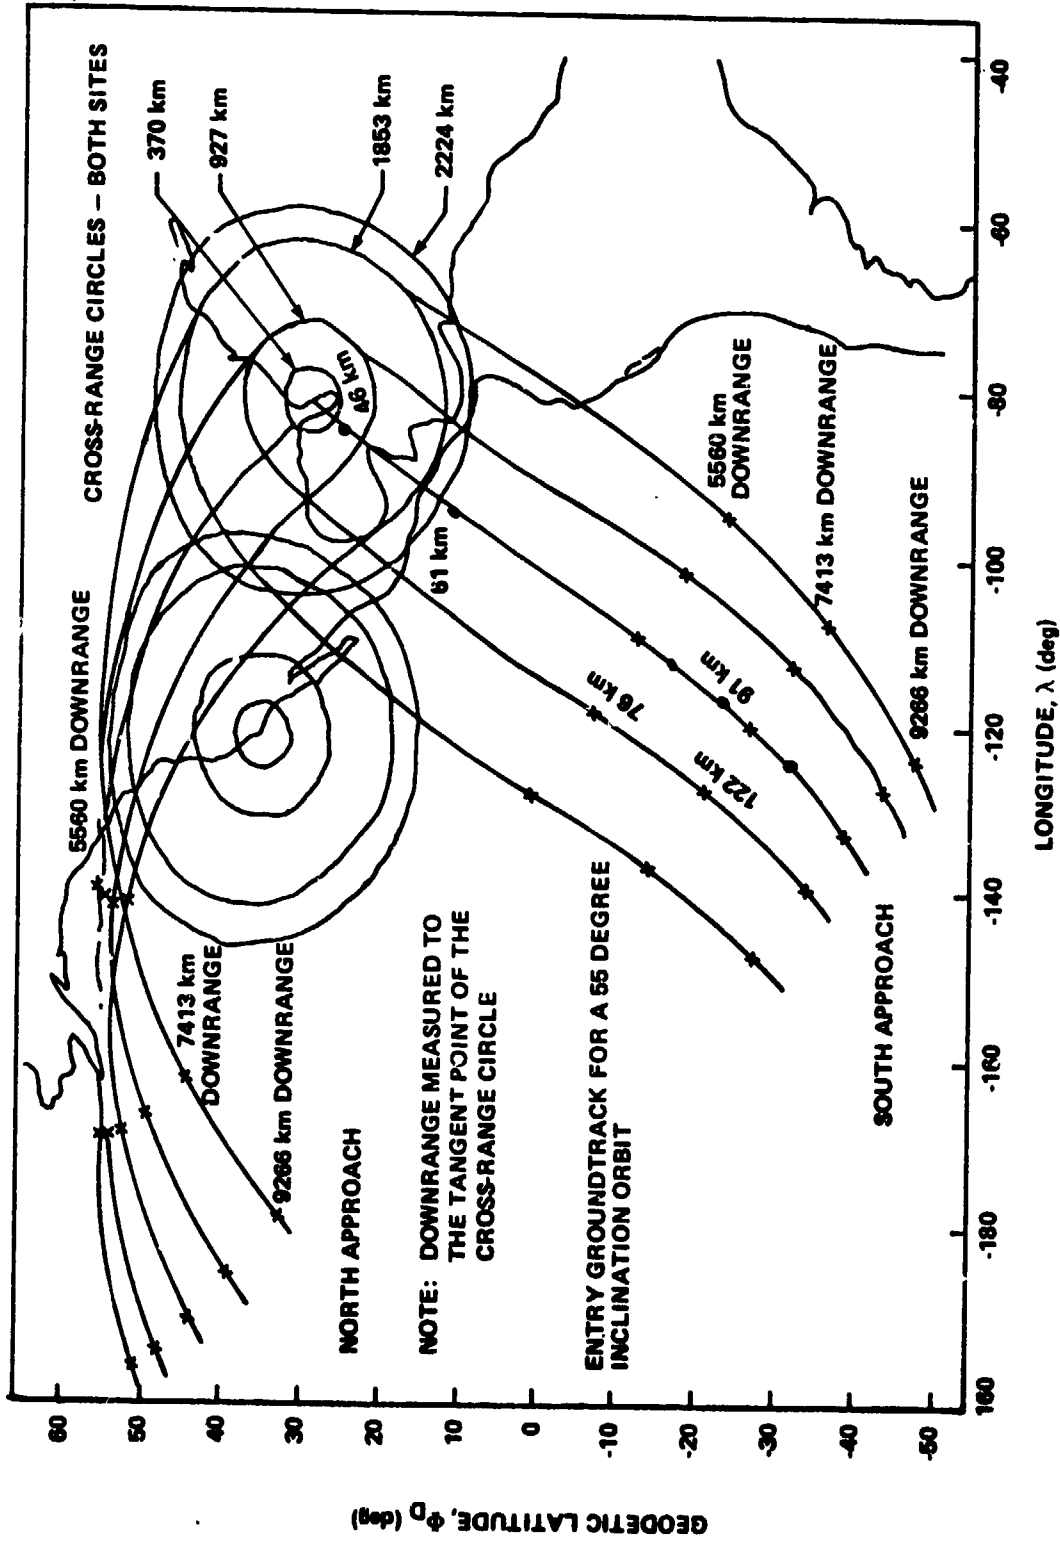 CROSS-RANGE CIRCLES – BOTH SITES
370 km
927 km
1853 km
2224 km
46 km
61 km
76 km
91 km
122 km
5560 km DOWNRANGE
7413 km
DOWNRANGE
9266 km DOWNRANGE
NORTH APPROACH
NOTE: DOWNRANGE MEASURED TO
THE TANGENT POINT OF THE
CROSS-RANGE CIRCLE
ENTRY GROUNDTRACK FOR A 55 DEGREE
INCLINATION ORBIT
5560 km
DOWNRANGE
7413 km DOWNRANGE
9266 km DOWNRANGE
SOUTH APPROACH
GEODETIC LATITUDE, ΦD (deg)
60
50
40
30
20
10
0
-10
-20
-30
-40
-50
160
-180
-160
-140
-120
-100
-80
-60
-40
LONGITUDE, λ (deg)